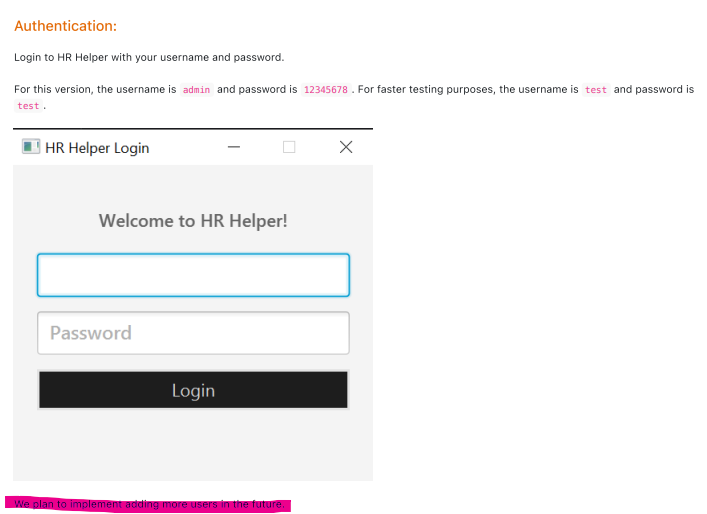 Authentication:
Login to HR Helper with your username and password.
For this version, the username is admin and password is 12345678 . For faster testing purposes, the username is test and password is
test .
HR Helper Login
Welcome to HR Helper!
Password
Login
We plan to implement adding more users in the future.